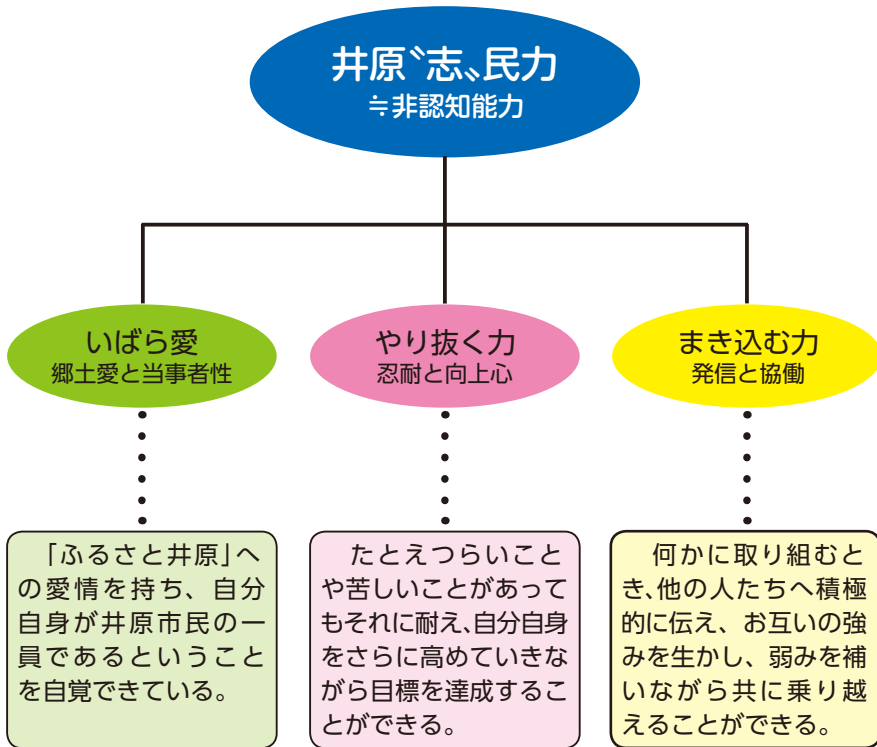 井原〝志〟民力
≒非認知能力
いばら愛
郷土愛と当事者性
やり抜く力
忍耐と向上心
まき込む力
発信と協働
「ふるさと井原」へ
の愛情を持ち、自分
自身が井原市民の一
員であるということ
を自覚できている。
たとえつらいこと
や苦しいことがあって
もそれに耐え、自分自身
をさらに高めていきな
がら目標を達成するこ
とができる。
何かに取り組むと
き、他の人たちへ積極
的に伝え、お互いの強
みを生かし、弱みを補
いながら共に乗り越
えることができる。